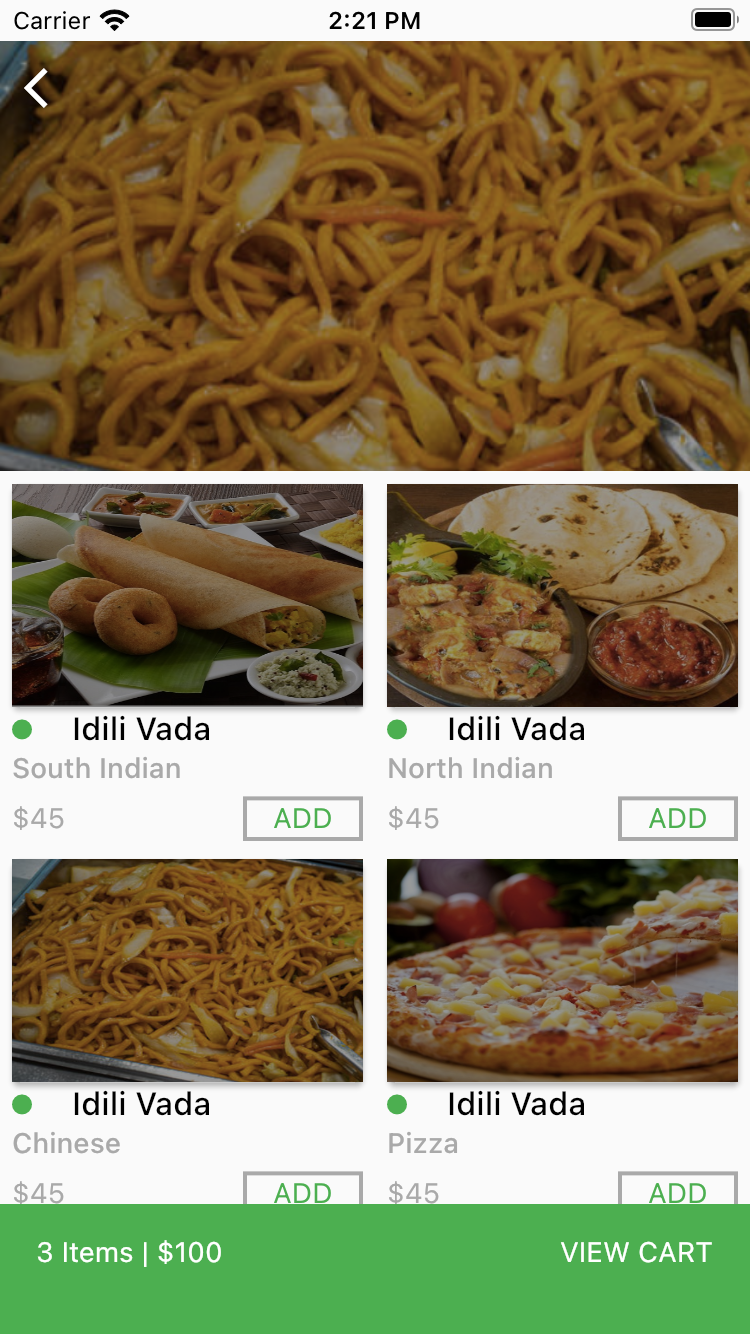 Carrier 2:21 PM
Idili Vada
South Indian
$45 ADD
Idili Vada
North Indian
$45 ADD
Idili Vada
Chinese
$45 ADD
Idili Vada
Pizza
$45 ADD
3 Items | $100 VIEW CART